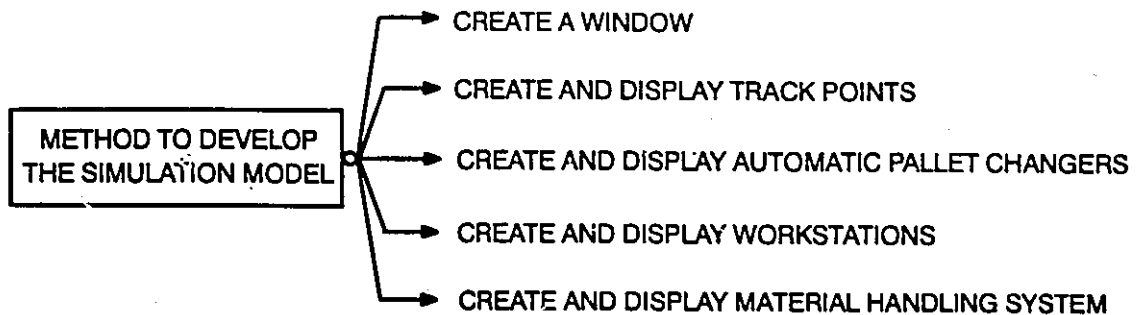 CREATE A WINDOW
CREATE AND DISPLAY TRACK POINTS
METHOD TO DEVELOP
THE SIMULATION MODEL
CREATE AND DISPLAY AUTOMATIC PALLET CHANGERS
CREATE AND DISPLAY WORKSTATIONS
CREATE AND DISPLAY MATERIAL HANDLING SYSTEM